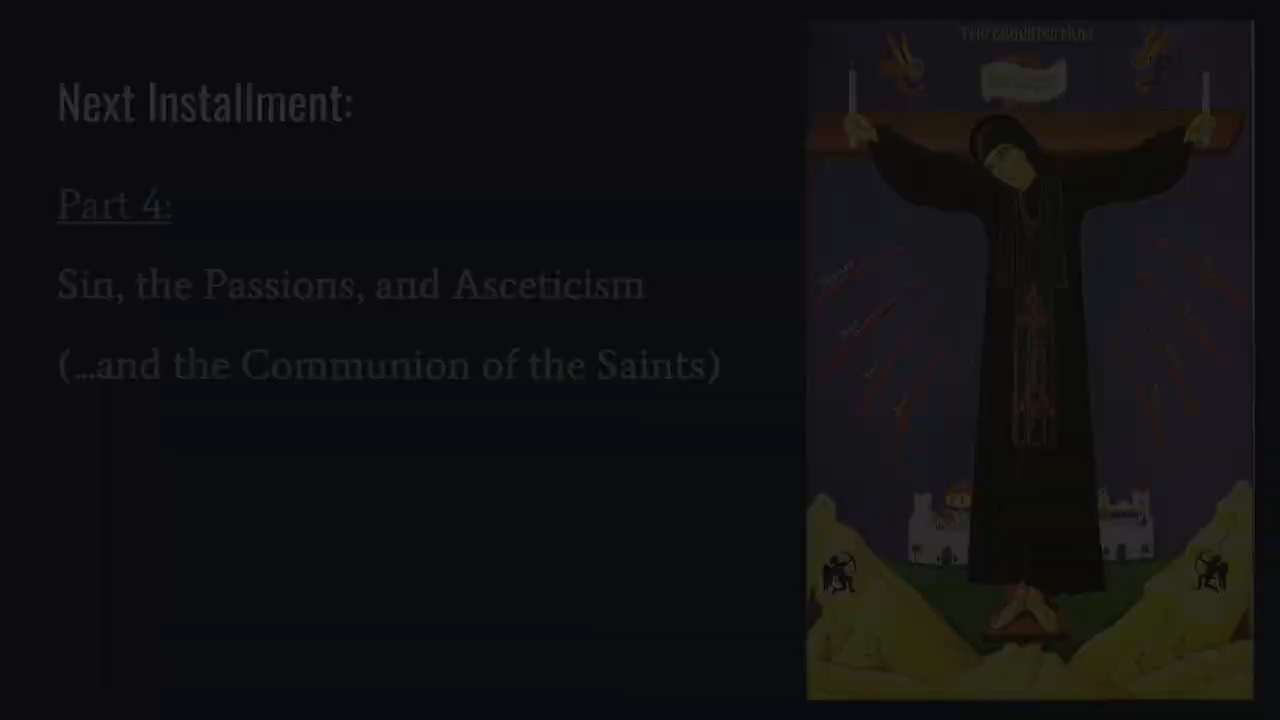 Next Installment:
Part 4:
Sin, the Passions, and Asceticism
(...and the Communion of the Saints)